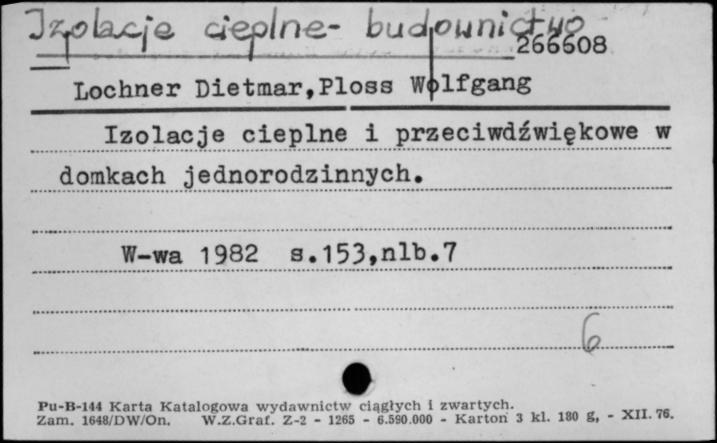 Izolacje cieplne- budownictwo
266608
Lochner Dietmar,Ploss Wolfgang
Izolacje cieplne i przeciwdźwiękowe w
domkach jednorodzinnych.
W-wa 1982 s.153,nlb.7
6
Pu-B-144 Karta Katalogowa wydawnictw ciągłych i zwartych.
Zam. 1648/DW/On. W.Z.Graf. Z-2 - 1265 - 6.590.000 - Karton 3 kl. 180 g, - XII. 76.